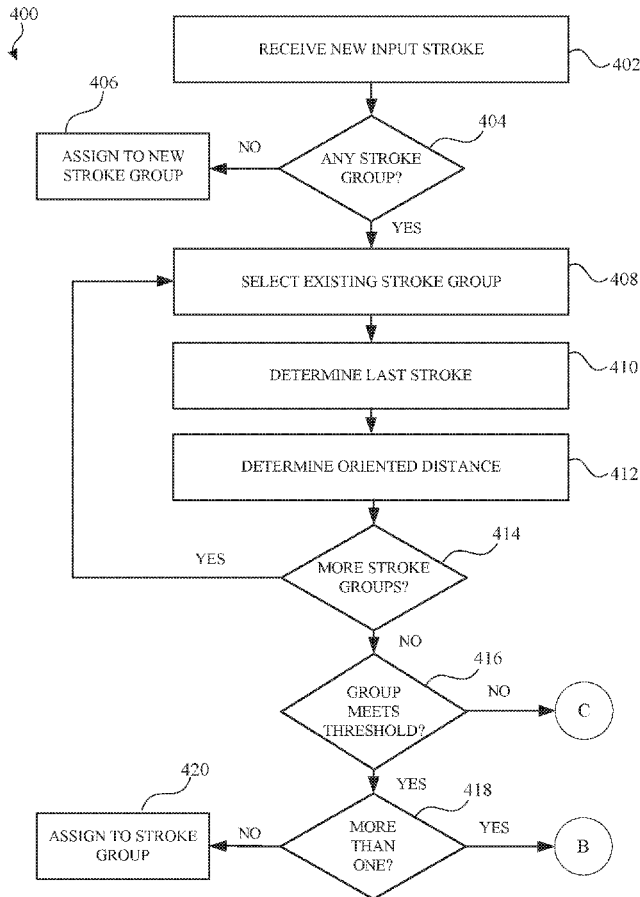 400
RECEIVE NEW INPUT STROKE
402
406
404
ASSIGN TO NEW
STROKE GROUP
NO
ANY STROKE
GROUP?
YES
SELECT EXISTING STROKE GROUP
408
DETERMINE LAST STROKE
410
DETERMINE ORIENTED DISTANCE
412
414
YES
MORE STROKE
GROUPS?
NO
416
GROUP
MEETS
THRESHOLD?
NO
C
YES
420
418
ASSIGN TO STROKE
GROUP
NO
MORE
THAN
ONE?
YES
B